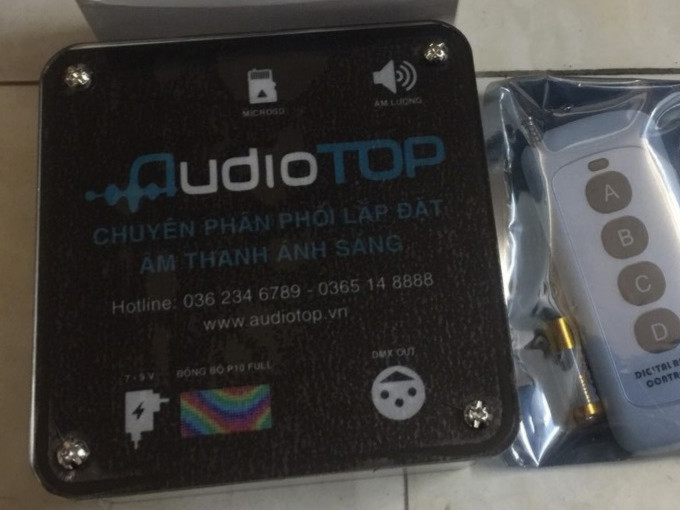 MICROSD
ÂM LƯỢNG
AUDIOTOP
CHUYÊN PHÂN PHỐI LẮP ĐẶT
ÂM THANH ÁNH SÁNG
Hotline: 036 234 6789 - 0365 14 8888
www.audiotop.vn
7 - 9 V
ĐỒNG BỘ P10 FULL
DMX OUT
A
B
C
D